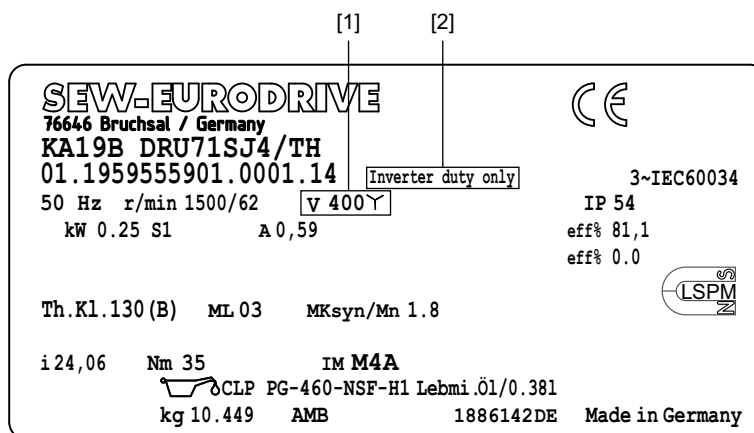 [1] [2]
SEW-EURODRIVE CE
76646 Bruchsal / Germany
KA19B DRU71SJ4/TH
01.1959555901.0001.14 Inverter duty only 3~IEC60034
50 Hz r/min 1500/62 V 400 IP 54
kW 0.25 S1 A 0,59 eff% 81,1
eff% 0.0
LSPM
S
N
Th.Kl.130(B) ML 03 MKsyn/Mn 1.8
i 24,06 Nm 35 IM M4A
CLP PG-460-NSF-H1 Lebmi.Öl/0.38l
kg 10.449 AMB 1886142DE Made in Germany